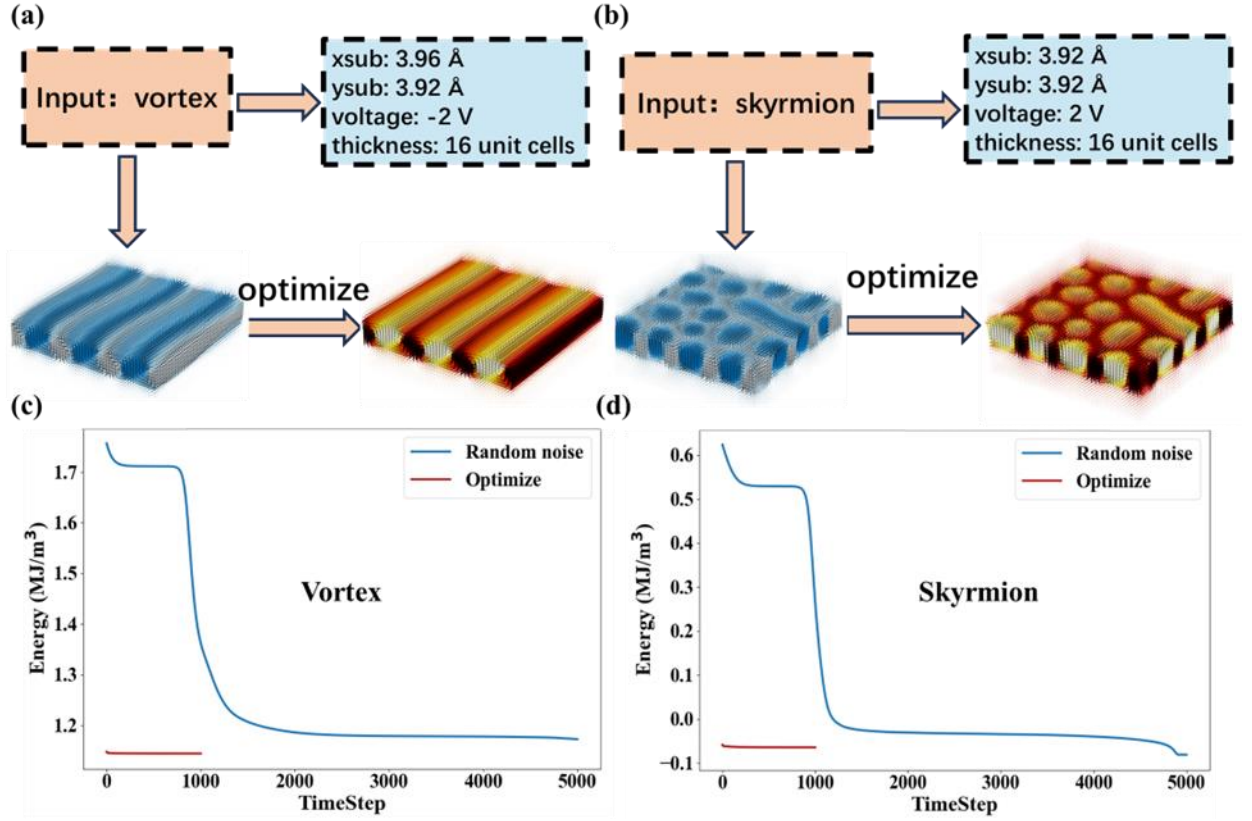 (a)
Input: vortex
xsub: 3.96 Å
ysub: 3.92 Å
voltage: -2 V
thickness: 16 unit cells
optimize
(b)
Input: skyrmion
xsub: 3.92 Å
ysub: 3.92 Å
voltage: 2 V
thickness: 16 unit cells
optimize
(c)
Energy (MJ/m³)
1.7
1.6
1.5
1.4
1.3
1.2
Random noise
Optimize
Vortex
0
1000
2000
3000
4000
5000
TimeStep
(d)
Energy (MJ/m³)
0.6
0.5
0.4
0.3
0.2
0.1
0.0
−0.1
Random noise
Optimize
Skyrmion
0
1000
2000
3000
4000
5000
TimeStep